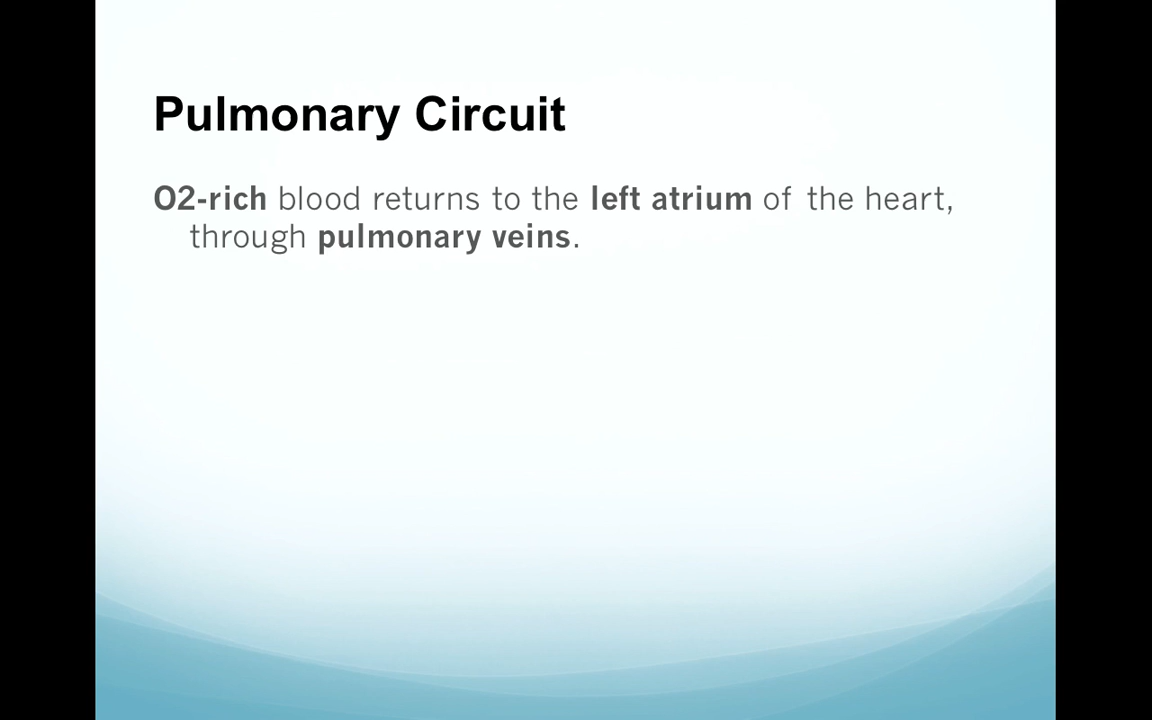 Pulmonary Circuit
O2-rich blood returns to the left atrium of the heart,
through pulmonary veins.